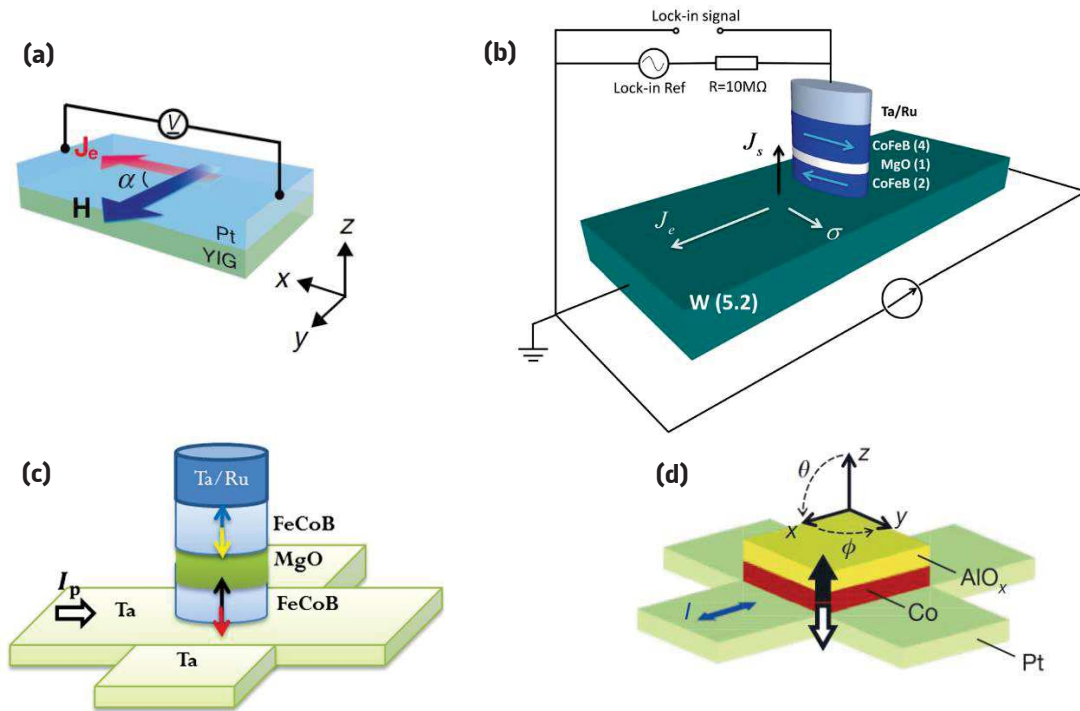 (a)
V
Je
α
H
Pt
YIG
z
x
y
(b)
Lock-in signal
Lock-in Ref
R=10MΩ
Ta/Ru
CoFeB (4)
MgO (1)
CoFeB (2)
Js
Je
σ
W (5.2)
(c)
Ta/Ru
FeCoB
MgO
FeCoB
Ip
Ta
Ta
(d)
θ
z
x
y
ϕ
AlOx
Co
I
Pt